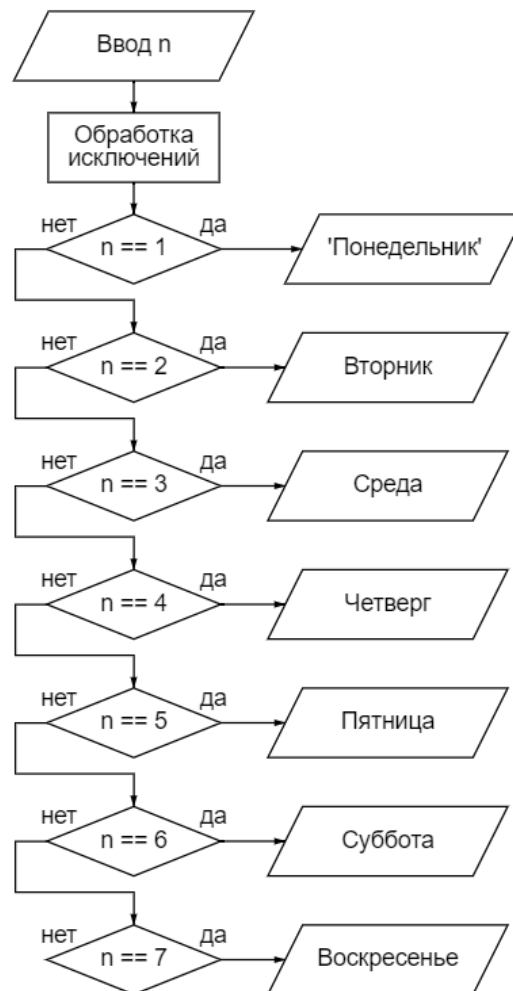 Ввод n
Обработка
исключений
нет
да
n == 1
'Понедельник'
нет
да
n == 2
Вторник
нет
да
n == 3
Среда
нет
да
n == 4
Четверг
нет
да
n == 5
Пятница
нет
да
n == 6
Суббота
нет
да
n == 7
Воскресенье